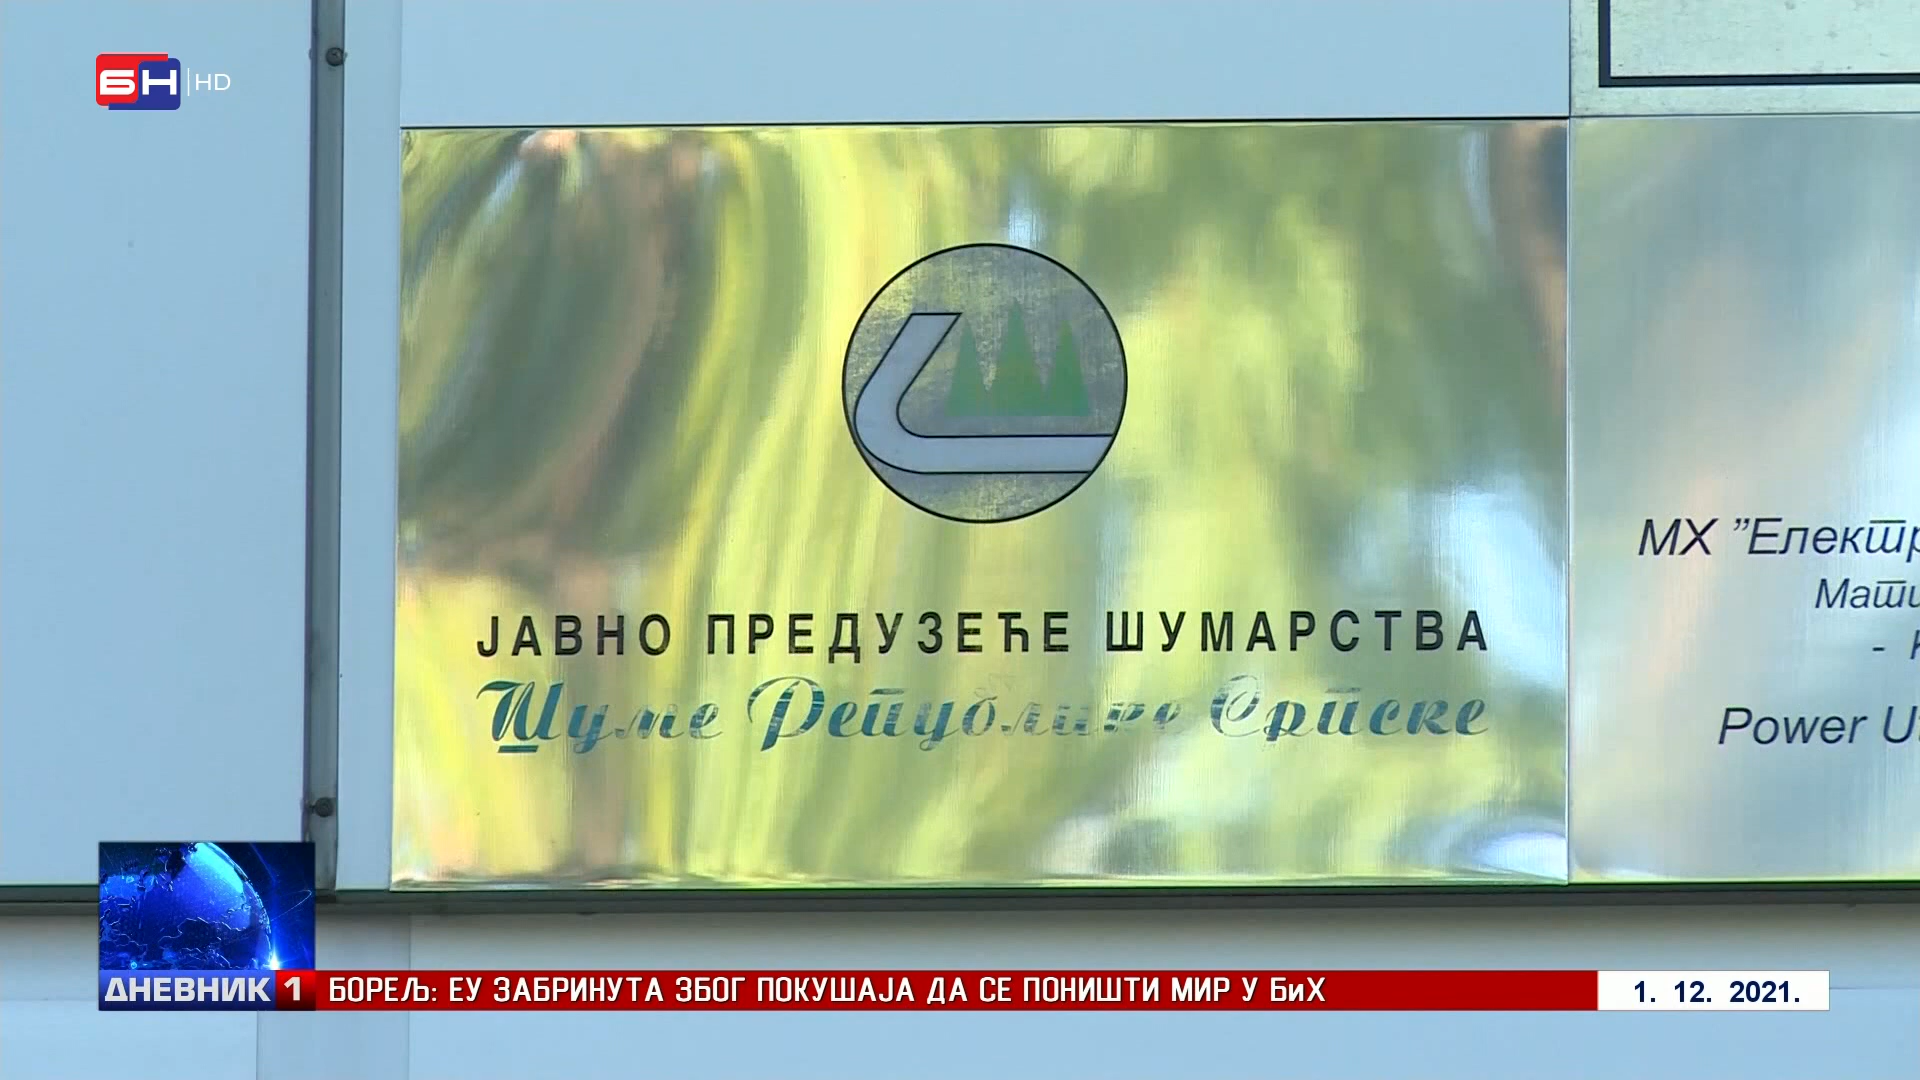 БН HD
ЈАВНО ПРЕДУЗЕЋЕ ШУМАРСТВА
Шуме Републике Српске
МХ "Електр
Мати
- К
Power Ut
ДНЕВНИК 1 БОРЕЉ: ЕУ ЗАБРИНУТА ЗБОГ ПОКУШАЈА ДА СЕ ПОНИШТИ МИР У БиХ 1. 12. 2021.